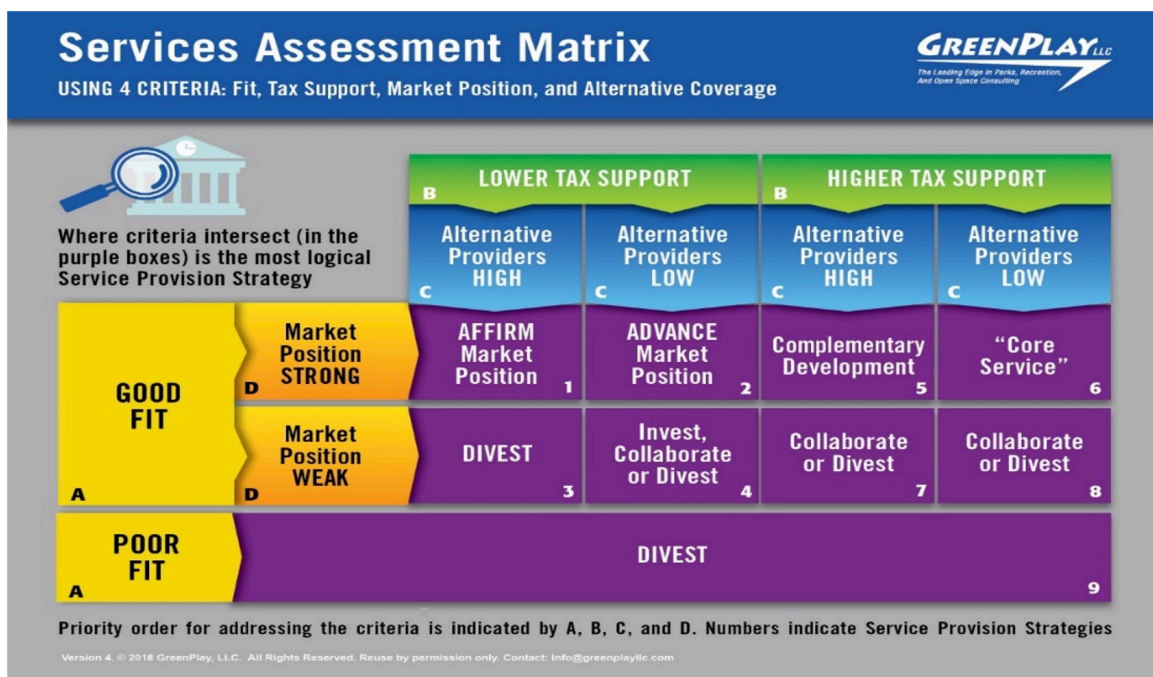 Services Assessment Matrix
USING 4 CRITERIA: Fit, Tax Support, Market Position, and Alternative Coverage
GREENPLAY LLC
The Leading Edge In Parks, Recreation,
And Open Space Consulting
Where criteria intersect (in the
purple boxes) is the most logical
Service Provision Strategy
B
LOWER TAX SUPPORT
B
HIGHER TAX SUPPORT
Alternative
Providers
HIGH
C
Alternative
Providers
LOW
C
Alternative
Providers
HIGH
C
Alternative
Providers
LOW
C
GOOD
FIT
A
Market
Position
STRONG
D
AFFIRM
Market
Position
1
ADVANCE
Market
Position
2
Complementary
Development
5
“Core
Service”
6
Market
Position
WEAK
D
DIVEST
3
Invest,
Collaborate
or Divest
4
Collaborate
or Divest
7
Collaborate
or Divest
8
POOR
FIT
A
DIVEST
9
Priority order for addressing the criteria is indicated by A, B, C, and D. Numbers indicate Service Provision Strategies
Version 4. © 2018 GreenPlay, LLC. All Rights Reserved. Reuse by permission only. Contact: Info@greenplayllc.com